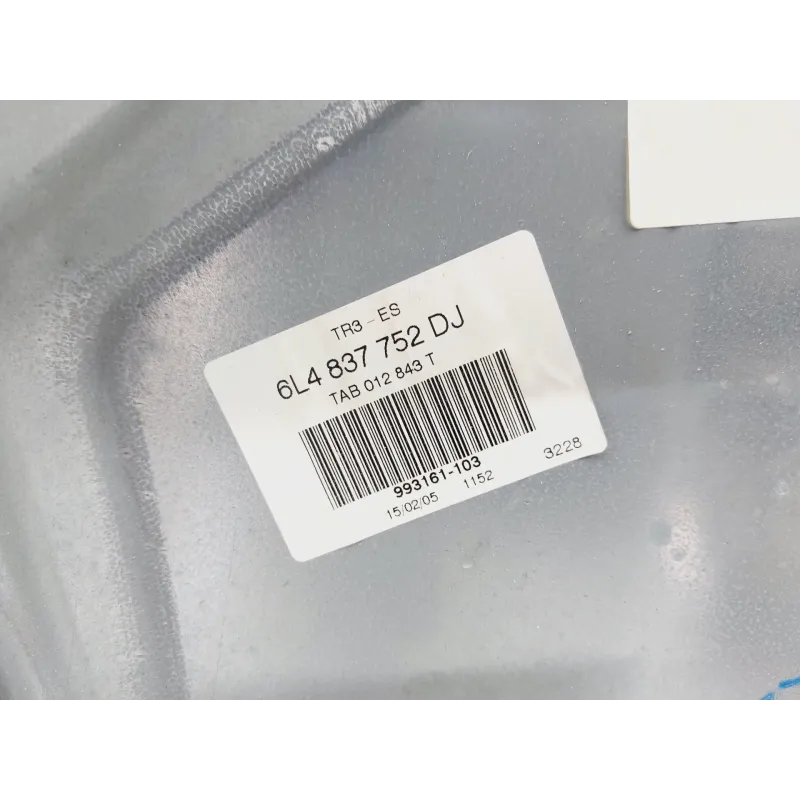 TR3 - ES
6L4 837 752 DJ
TAB 012 843 T
993161-103
15/02/05 1152 3228